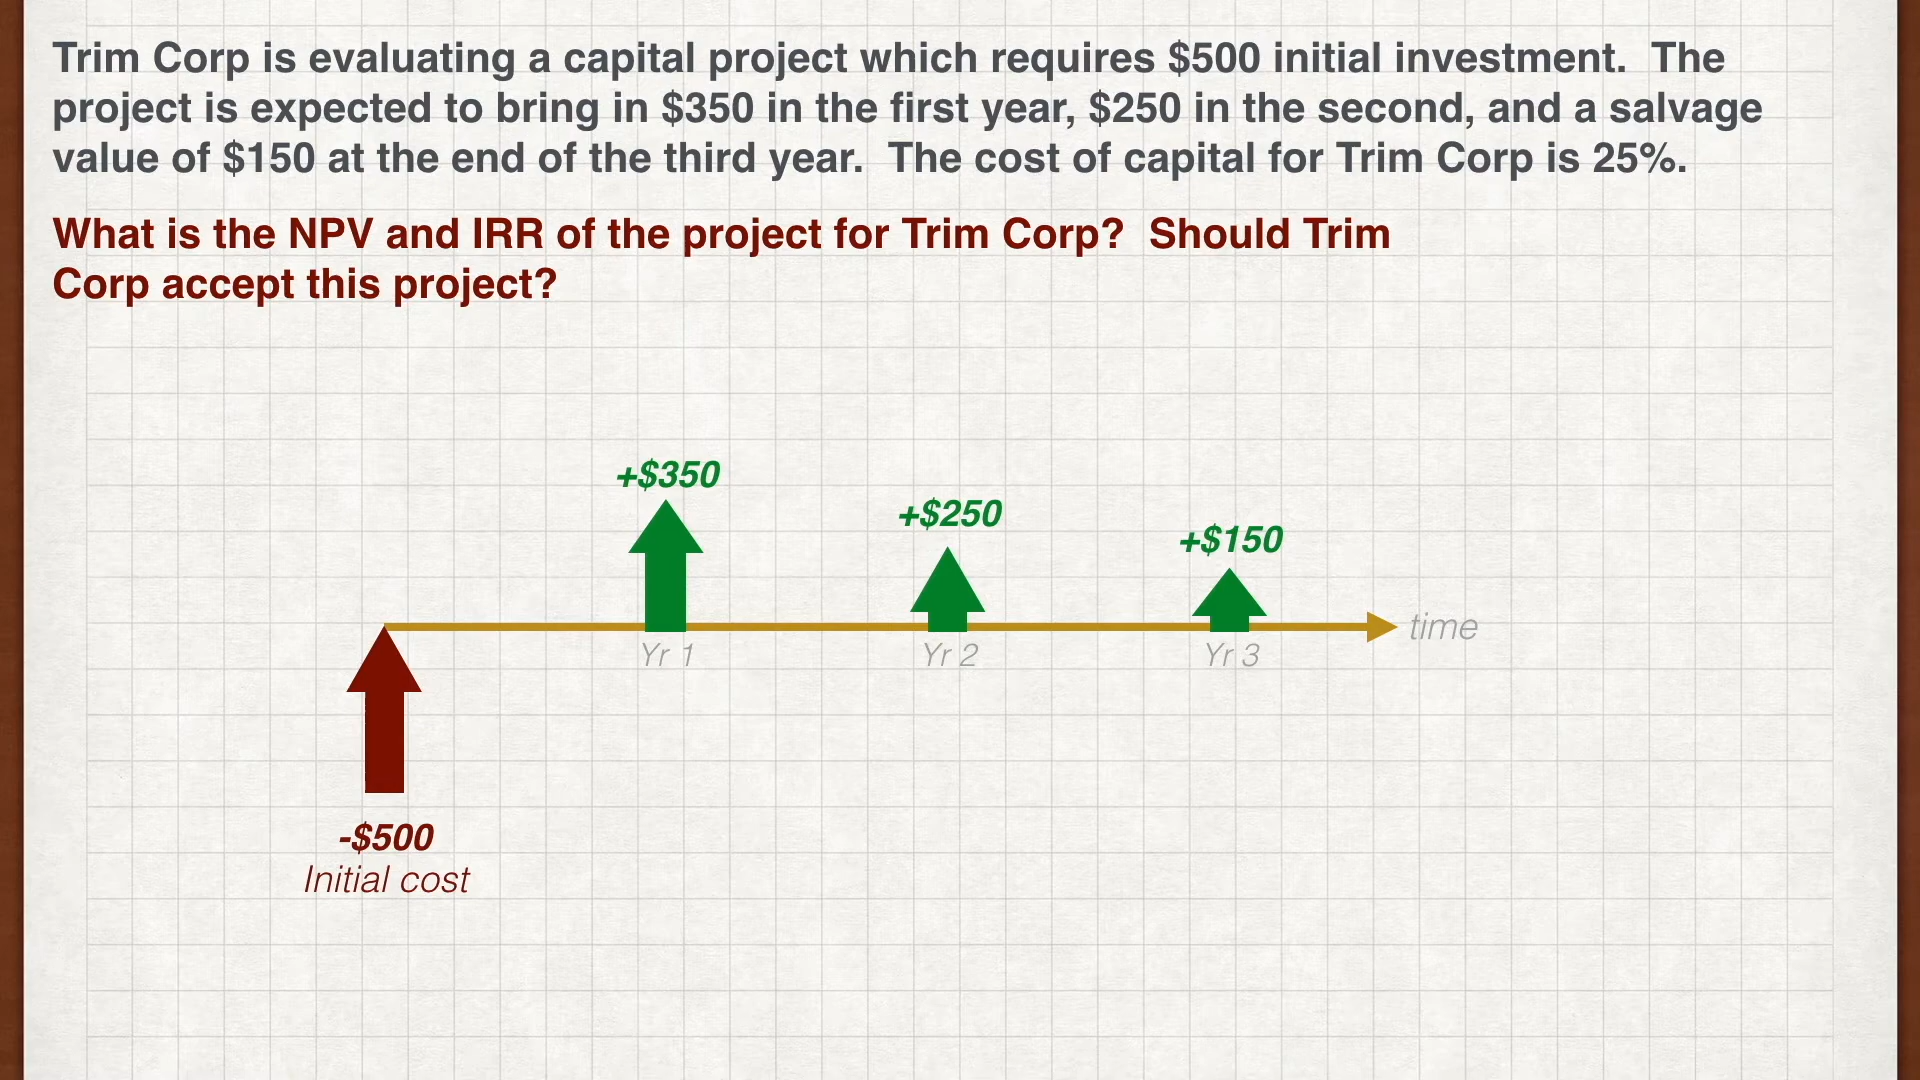 Trim Corp is evaluating a capital project which requires $500 initial investment.  The
project is expected to bring in $350 in the first year, $250 in the second, and a salvage
value of $150 at the end of the third year.  The cost of capital for Trim Corp is 25%.
What is the NPV and IRR of the project for Trim Corp?  Should Trim
Corp accept this project?
+$350
+$250
+$150
time
Yr 1
Yr 2
Yr 3
-$500
Initial cost